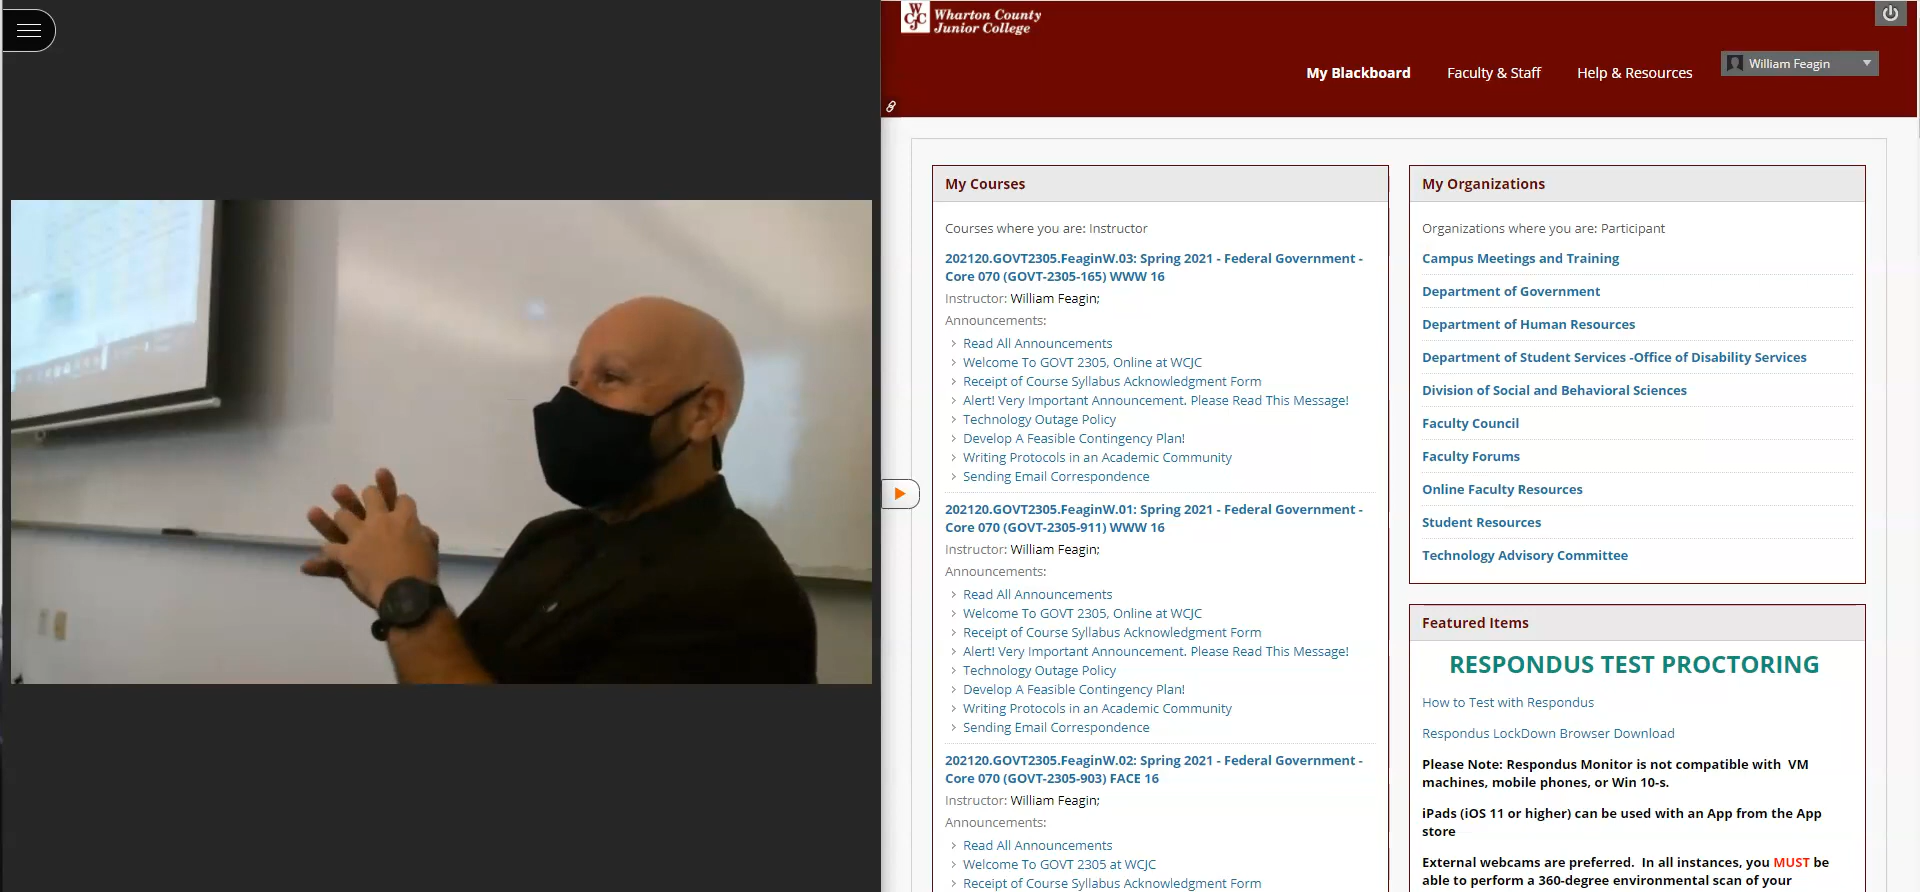 WCJC
Wharton County
Junior College
My Blackboard
Faculty & Staff
Help & Resources
William Feagin
My Courses
Courses where you are: Instructor
202120.GOVT2305.FeaginW.03: Spring 2021 - Federal Government -
Core 070 (GOVT-2305-165) WWW 16
Instructor: William Feagin;
Announcements:
Read All Announcements
Welcome To GOVT 2305, Online at WCJC
Receipt of Course Syllabus Acknowledgment Form
Alert! Very Important Announcement. Please Read This Message!
Technology Outage Policy
Develop A Feasible Contingency Plan!
Writing Protocols in an Academic Community
Sending Email Correspondence
202120.GOVT2305.FeaginW.01: Spring 2021 - Federal Government -
Core 070 (GOVT-2305-911) WWW 16
Instructor: William Feagin;
Announcements:
Read All Announcements
Welcome To GOVT 2305, Online at WCJC
Receipt of Course Syllabus Acknowledgment Form
Alert! Very Important Announcement. Please Read This Message!
Technology Outage Policy
Develop A Feasible Contingency Plan!
Writing Protocols in an Academic Community
Sending Email Correspondence
202120.GOVT2305.FeaginW.02: Spring 2021 - Federal Government -
Core 070 (GOVT-2305-903) FACE 16
Instructor: William Feagin;
Announcements:
Read All Announcements
Welcome To GOVT 2305 at WCJC
Receipt of Course Syllabus Acknowledgment Form
My Organizations
Organizations where you are: Participant
Campus Meetings and Training
Department of Government
Department of Human Resources
Department of Student Services -Office of Disability Services
Division of Social and Behavioral Sciences
Faculty Council
Faculty Forums
Online Faculty Resources
Student Resources
Technology Advisory Committee
Featured Items
RESPONDUS TEST PROCTORING
How to Test with Respondus
Respondus LockDown Browser Download
Please Note: Respondus Monitor is not compatible with  VM
machines, mobile phones, or Win 10-s.
iPads (iOS 11 or higher) can be used with an App from the App
store
External webcams are preferred.  In all instances, you MUST be
able to perform a 360-degree environmental scan of your